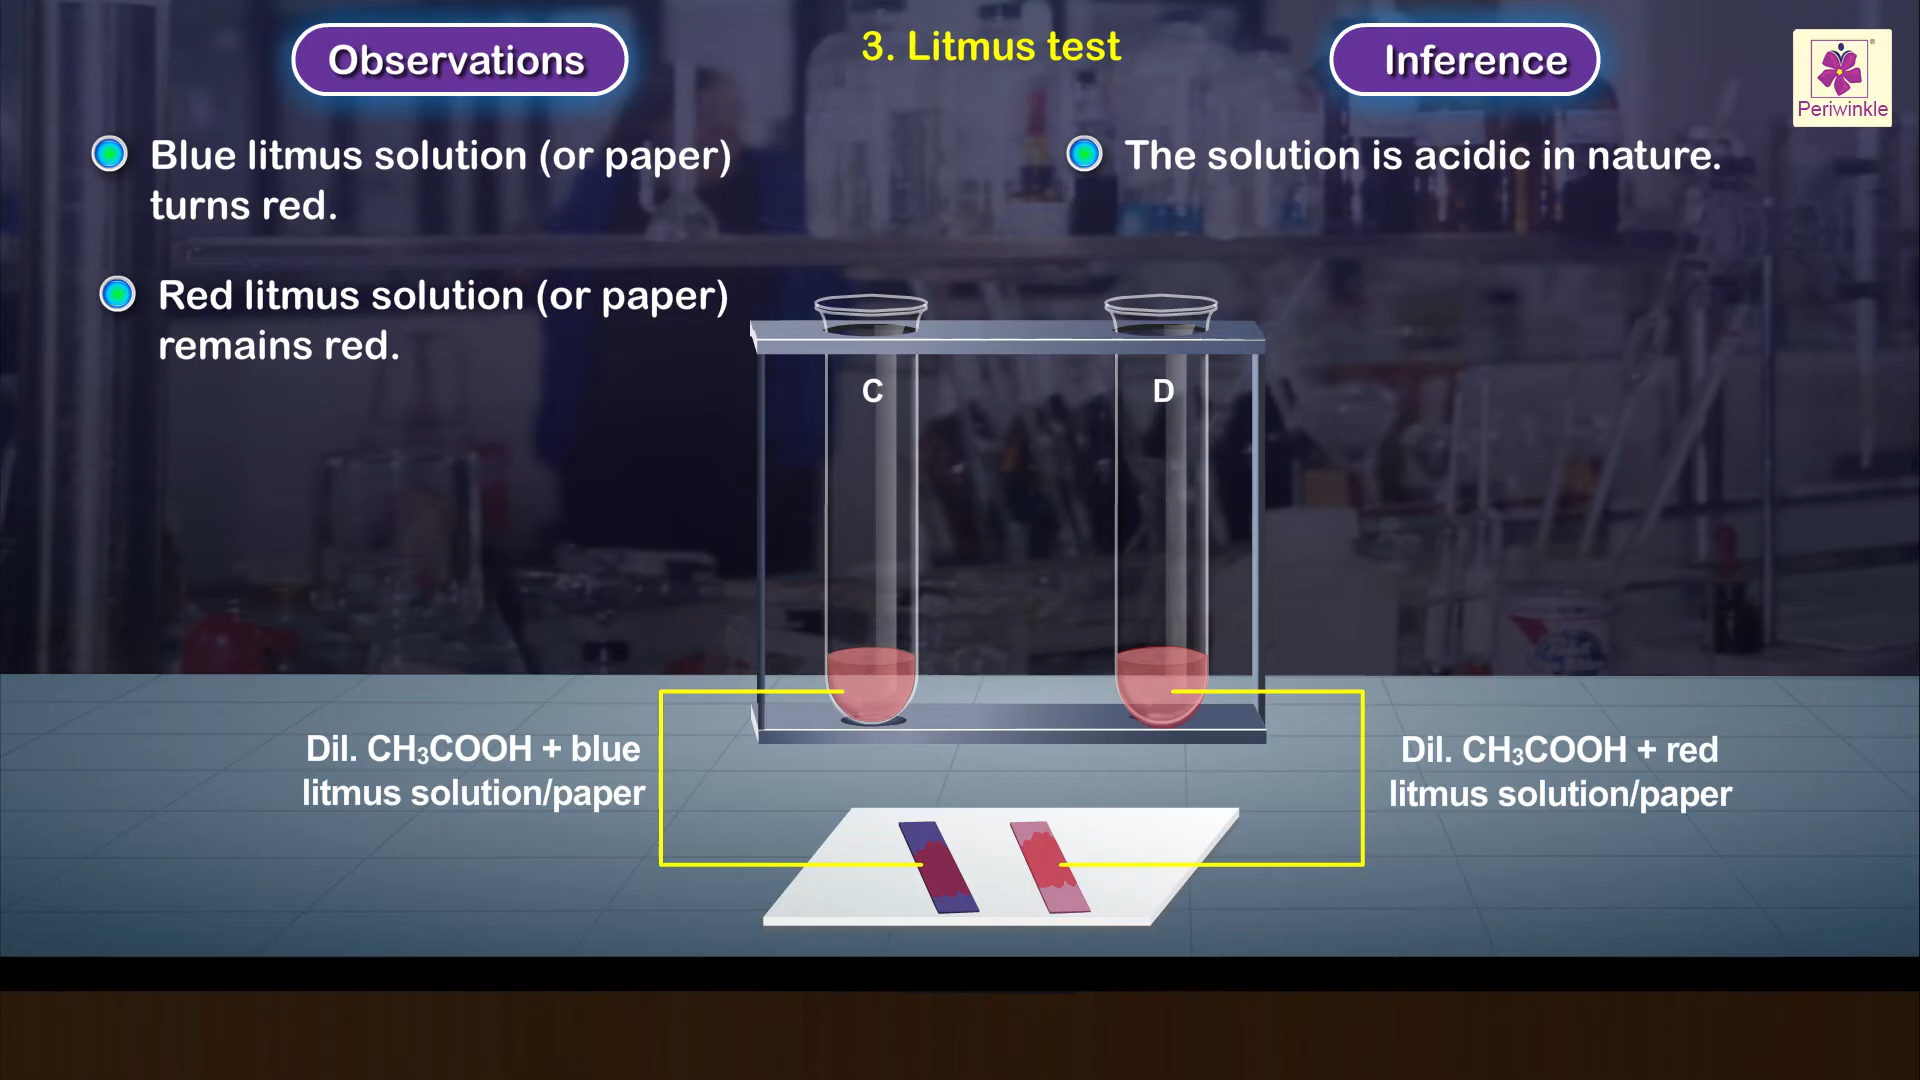 Observations
3. Litmus test
Inference
Periwinkle
Blue litmus solution (or paper)
turns red.
The solution is acidic in nature.
Red litmus solution (or paper)
remains red.
C
D
Dil. CH₃COOH + blue
litmus solution/paper
Dil. CH₃COOH + red
litmus solution/paper